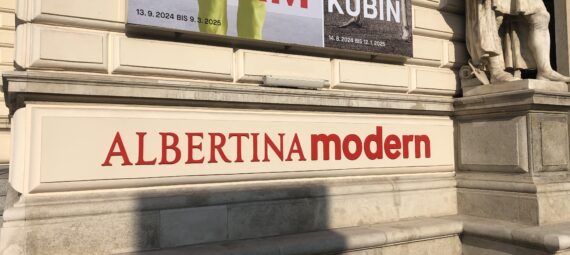 KUBIN
13. 9. 2024 BIS 9. 3. 2025
14. 8. 2024 BIS 12. 1. 2025
ALBERTINA modern